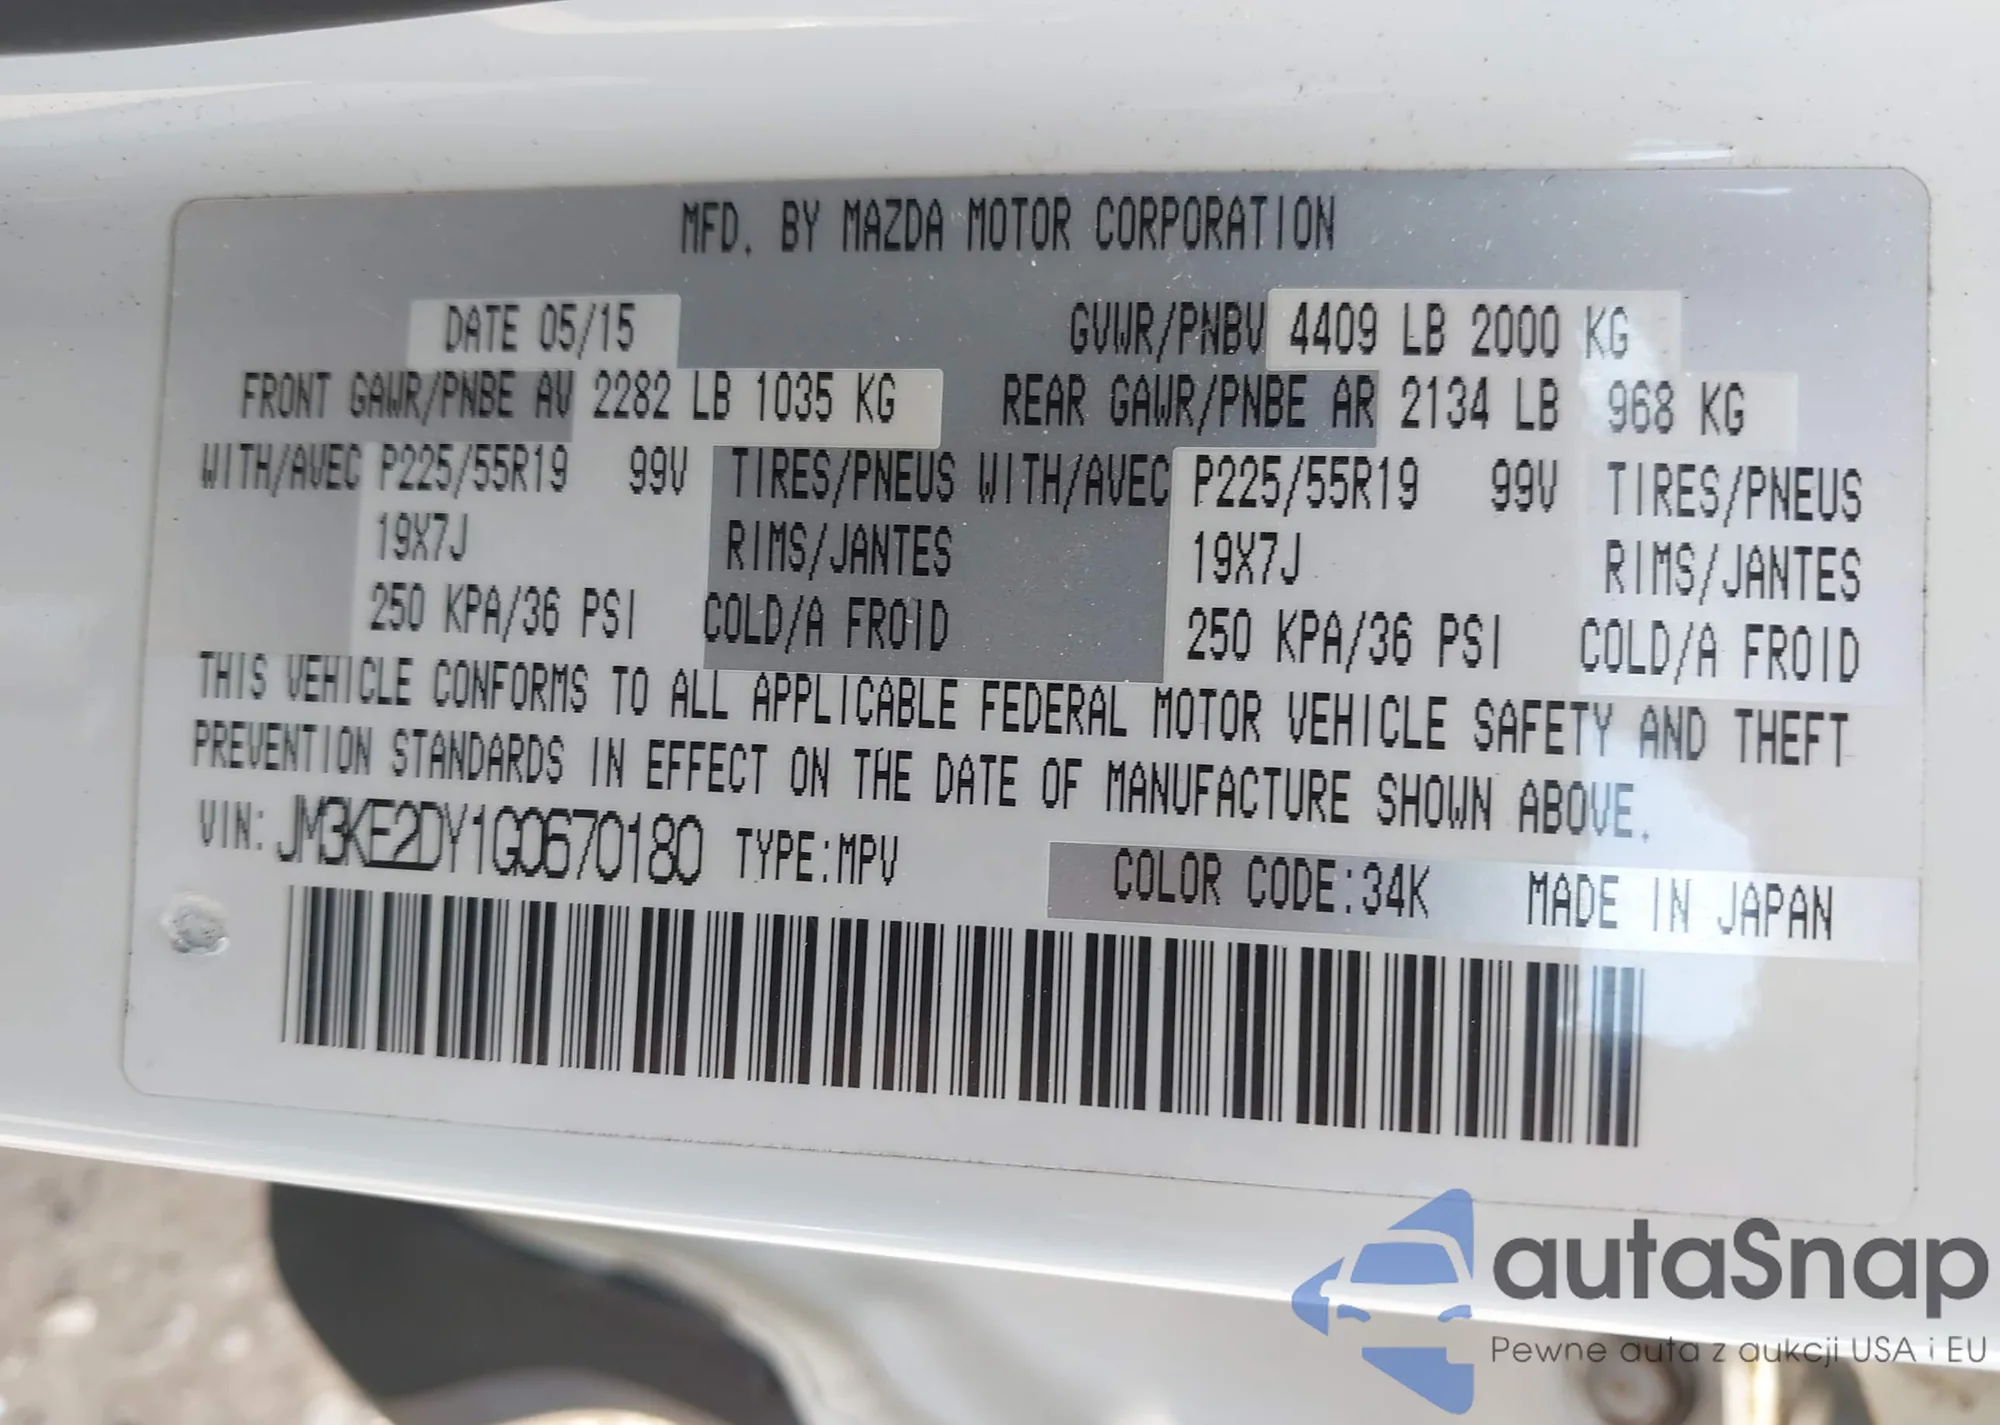 MFD. BY MAZDA MOTOR CORPORATION
DATE 05/15 GVWR/PNBV 4409 LB 2000 KG
FRONT GAWR/PNBE AV 2282 LB 1035 KG REAR GAWR/PNBE AR 2134 LB 968 KG
WITH/AVEC P225/55R19 99V TIRES/PNEUS WITH/AVEC P225/55R19 99V TIRES/PNEUS
19X7J RIMS/JANTES 19X7J RIMS/JANTES
250 KPA/36 PSI COLD/A FROID 250 KPA/36 PSI COLD/A FROID
THIS VEHICLE CONFORMS TO ALL APPLICABLE FEDERAL MOTOR VEHICLE SAFETY AND THEFT
PREVENTION STANDARDS IN EFFECT ON THE DATE OF MANUFACTURE SHOWN ABOVE.
VIN: JM3KE2DY1G0670180 TYPE:MPV COLOR CODE:34K MADE IN JAPAN
autaSnap
Pewne auta z aukcji USA i EU